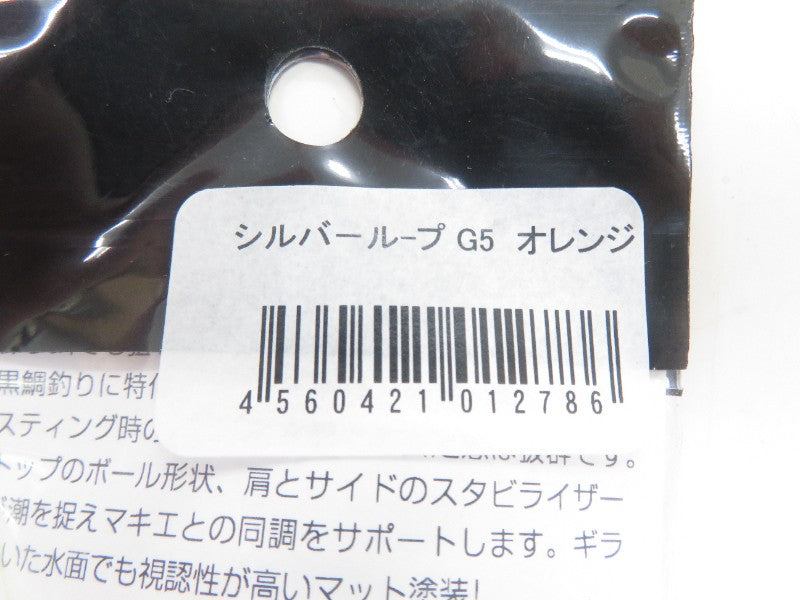 シルバール-プ G5 オレンジ
4 560421 012786
黒鯛釣りに特
スティング時の
抜群です。
トップのボール形状、肩とサイドのスタビライザー
潮を捉えマキエとの同調をサポートします。ギラ
いた水面でも視認性が高いマット塗装!